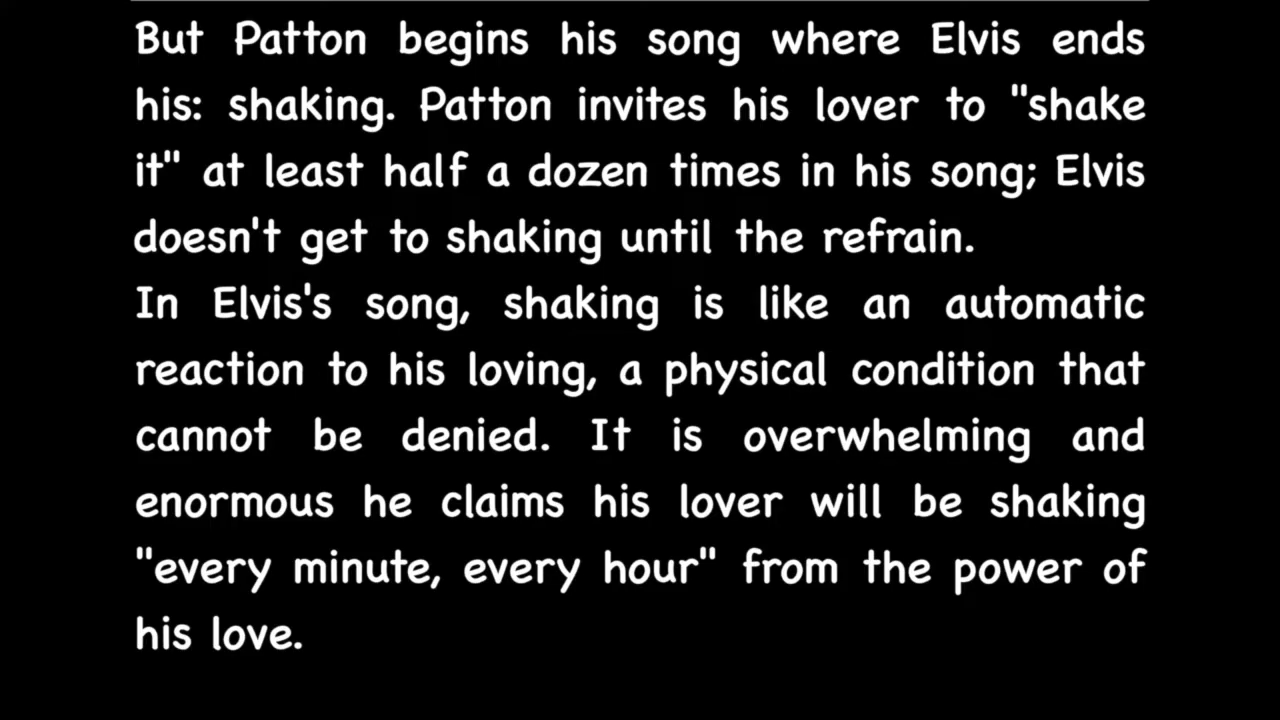 But Patton begins his song where Elvis ends
his: shaking. Patton invites his lover to "shake
it" at least half a dozen times in his song; Elvis
doesn't get to shaking until the refrain.
In Elvis's song, shaking is like an automatic
reaction to his loving, a physical condition that
cannot be denied. It is overwhelming and
enormous he claims his lover will be shaking
"every minute, every hour" from the power of
his love.